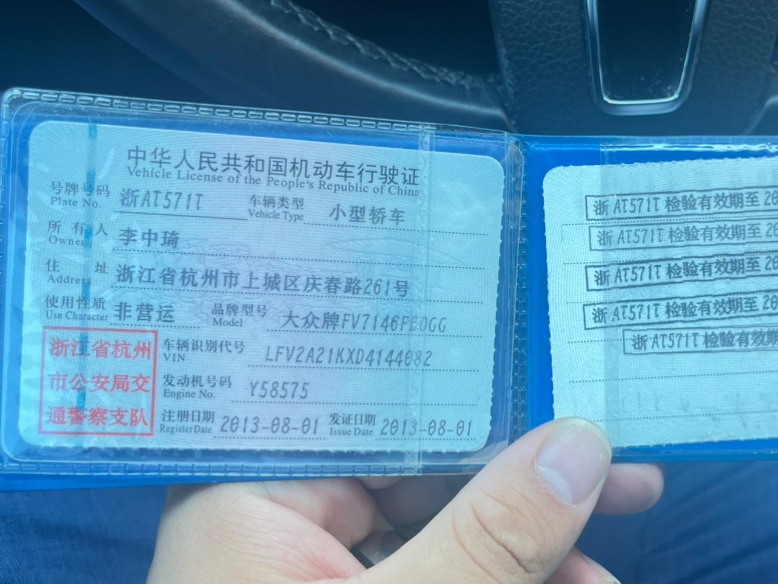 中华人民共和国机动车行驶证
Vehicle License of the People's Republic of China
号牌号码 浙AT571T 车辆类型 小型轿车
Plate No. Vehicle Type
所有人 李中琦
Owner
住址 浙江省杭州市上城区庆春路261号
Address
使用性质 非营运 品牌型号 大众牌FV7146FBDGG
Use Character Model
浙江省杭州
市公安局交
通警察支队
车辆识别代号 LFV2A21KXD4144082
VIN
发动机号码 Y58575
Engine No.
注册日期 2013-08-01 发证日期 2013-08-01
Register Date Issue Date
浙AT571T检验有效期至20
浙AT571T检验有效期至20
浙AT571T检验有效期至20
浙AT571T检验有效期至20
浙AT571T检验有效期